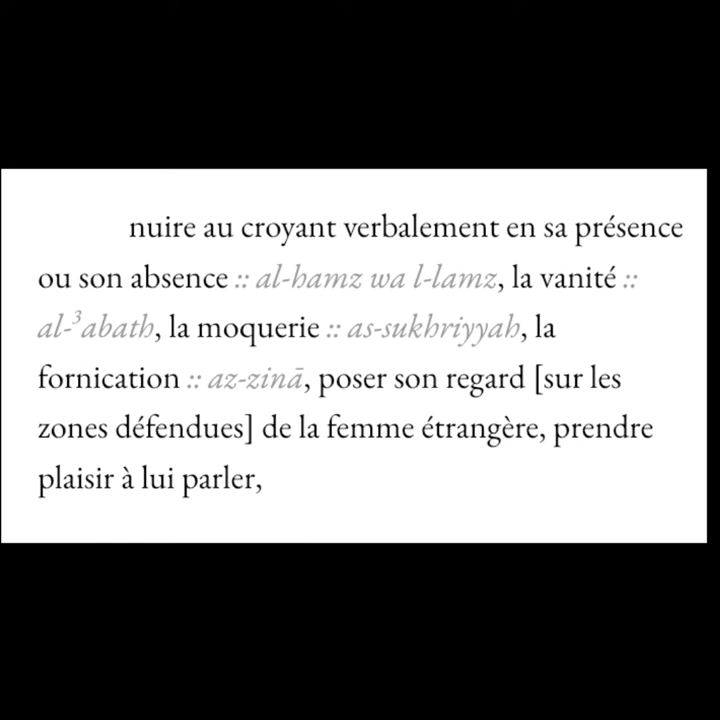 nuire au croyant verbalement en sa présence
ou son absence :: al-hamz wa l-lamz, la vanité ::
al-³abath, la moquerie :: as-sukhriyyah, la
fornication :: az-zinā, poser son regard [sur les
zones défendues] de la femme étrangère, prendre
plaisir à lui parler,